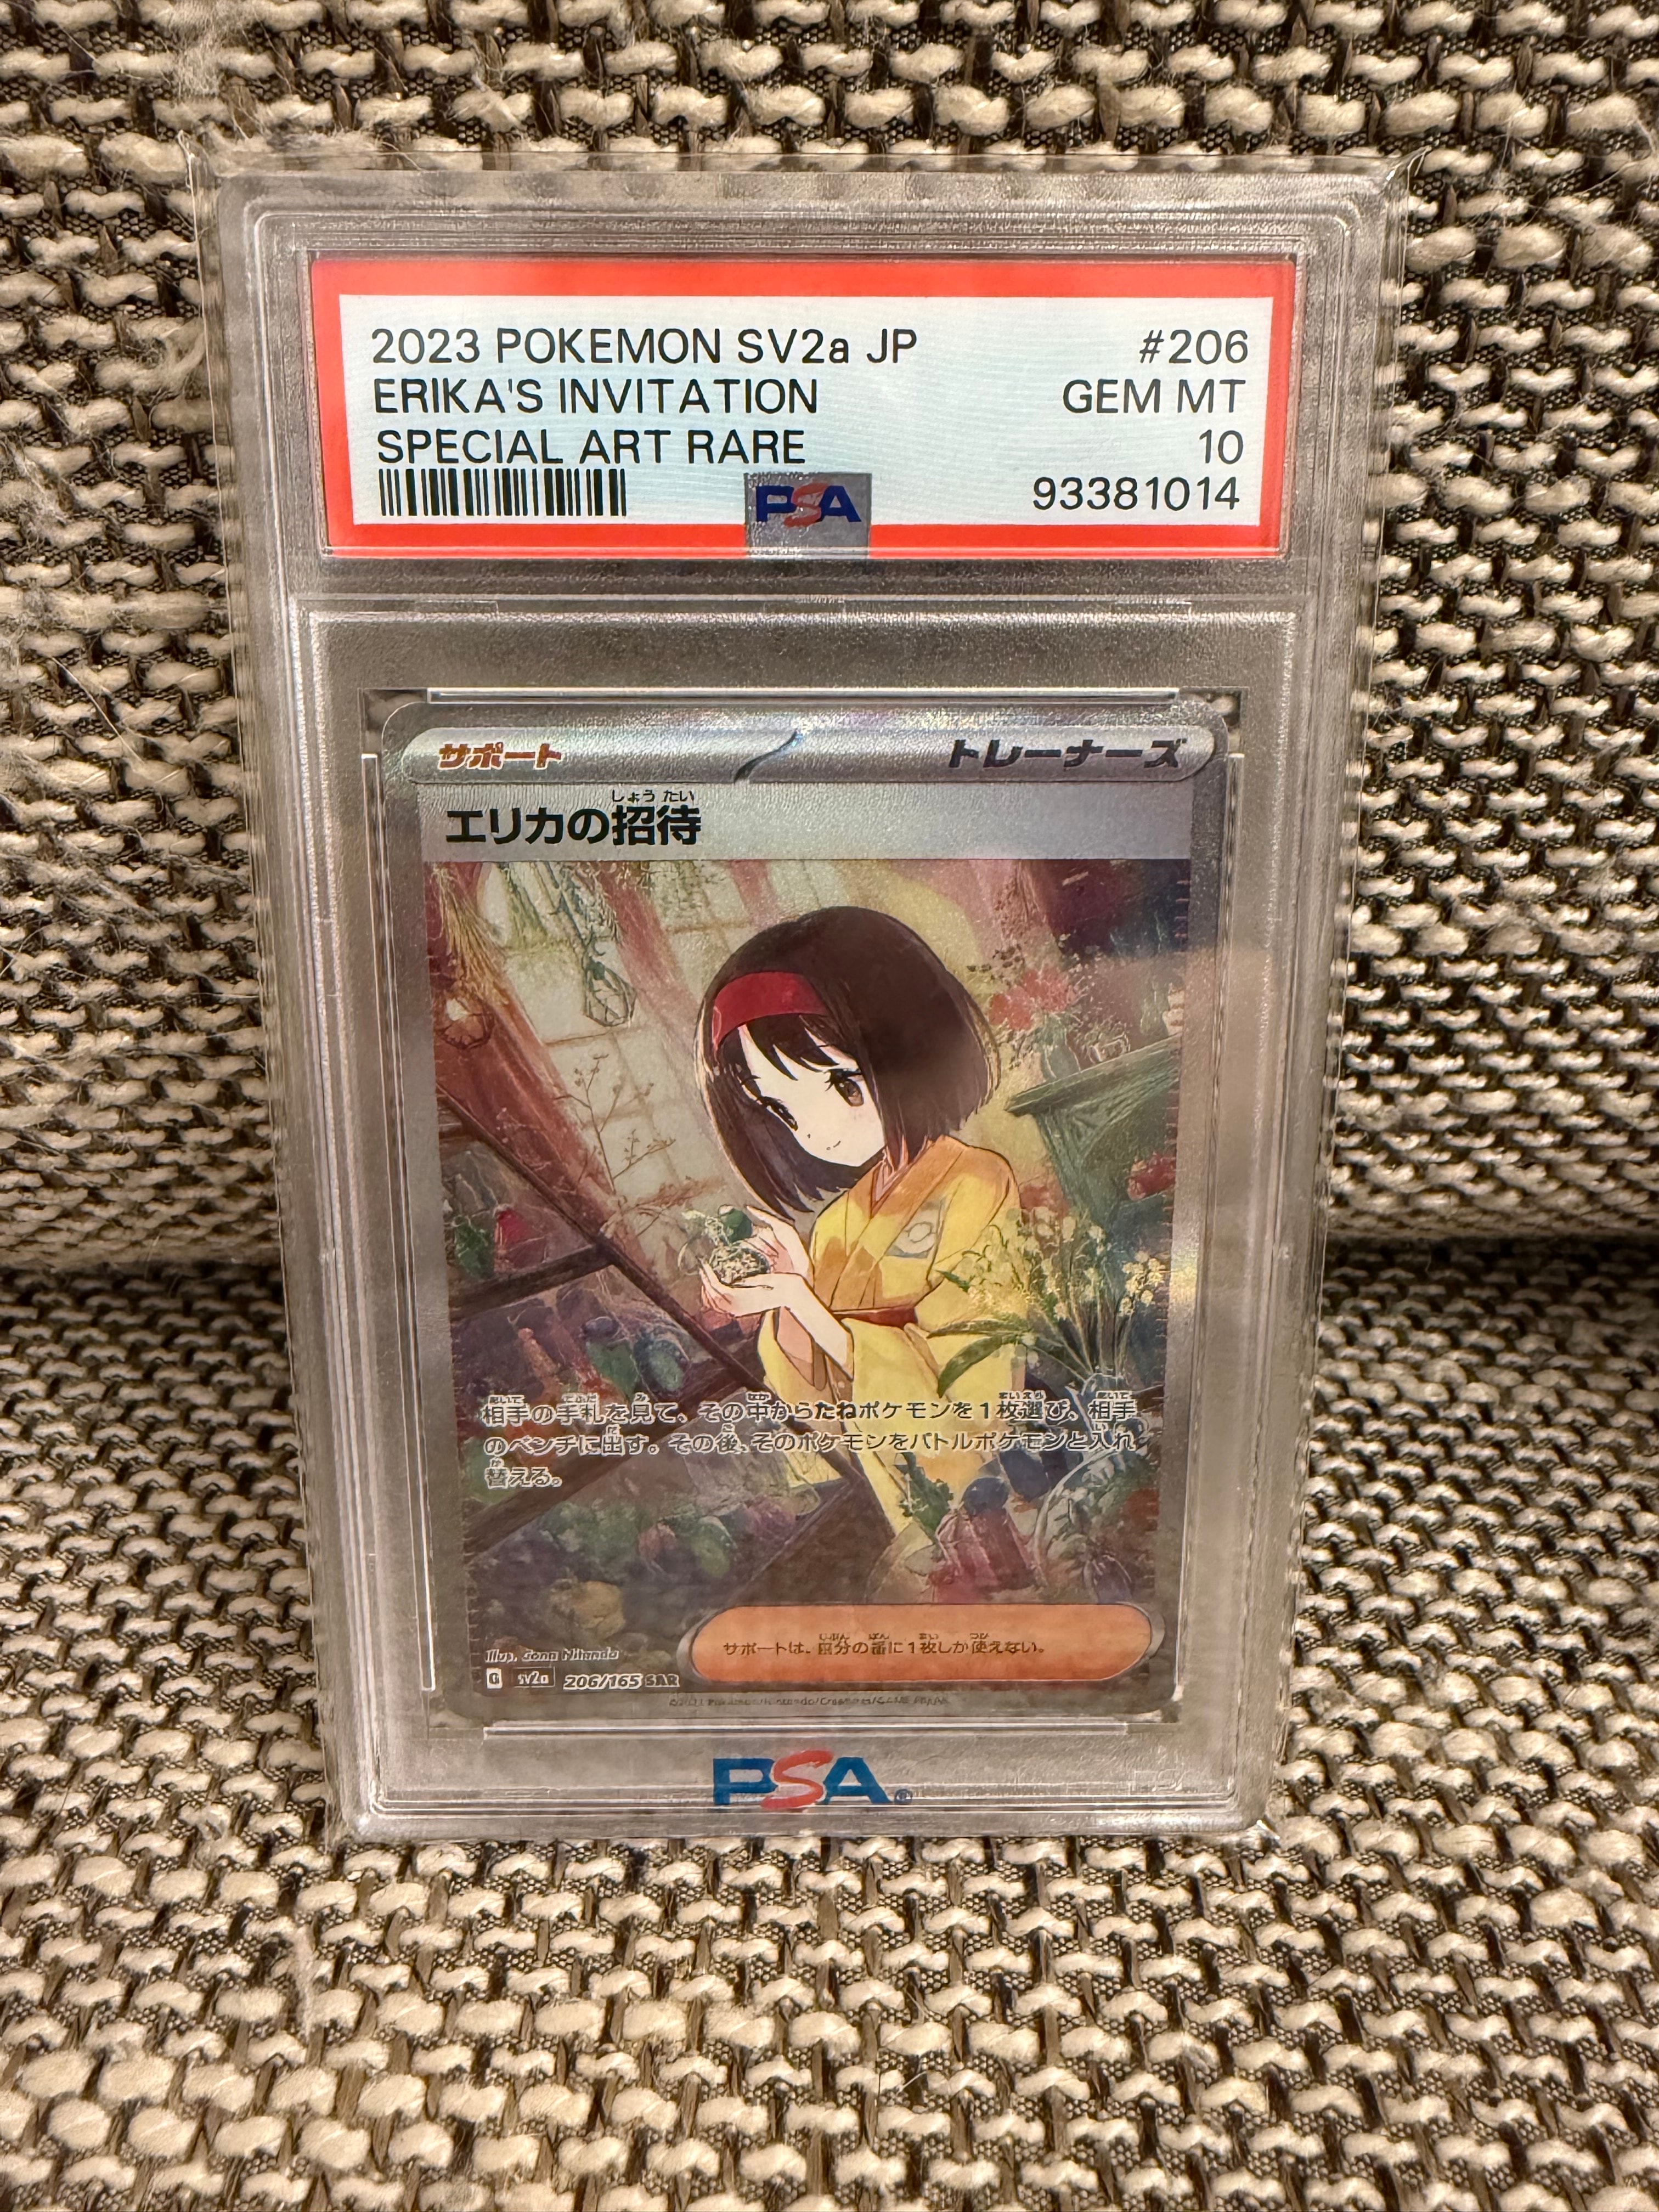 2023 POKEMON SV2a JP #206
ERIKA'S INVITATION GEM MT
SPECIAL ART RARE 10
PSA 93381014
サポート トレーナーズ
しょう たい
エリカの招待
相手の手札を見て、その中からたねポケモンを1枚選び、相手
のベンチに出す。その後、そのポケモンをバトルポケモンと入れ
替える。
サポートは、自分の番に1枚しか使えない。
Illus.
G sv2a 206/165 SAR
PSA®